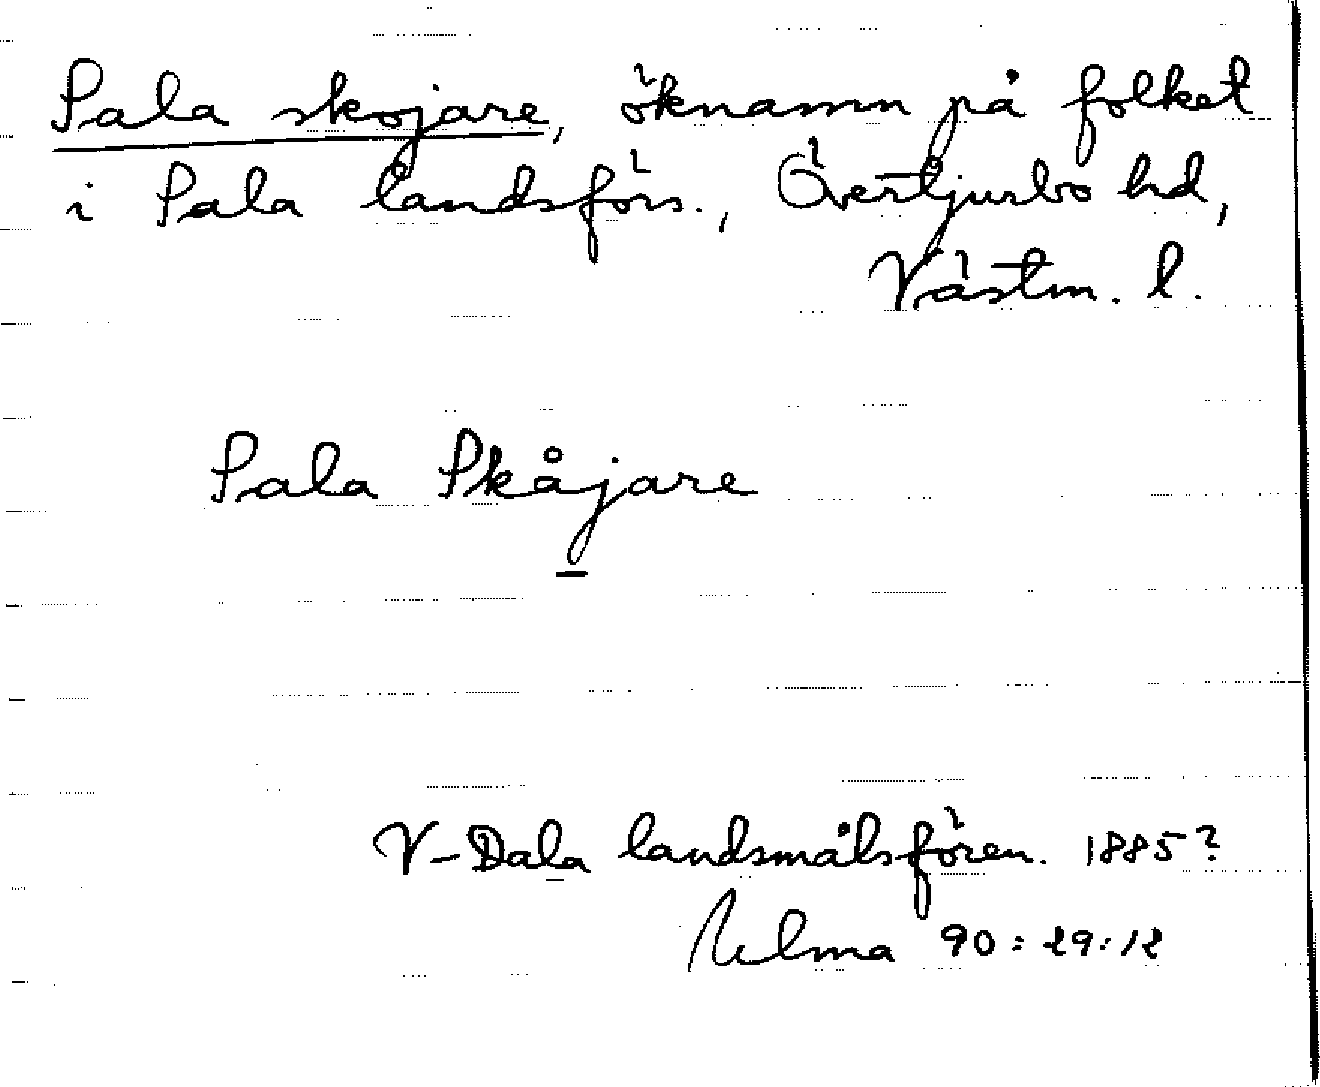 Sala skojare, öknamn på folket
i Sala landsförs., Övertjurbo hd,
Västm. l.
Sala Skåjare
V-Dala landsmålsfören. 1885?
Ulma 90:29:12